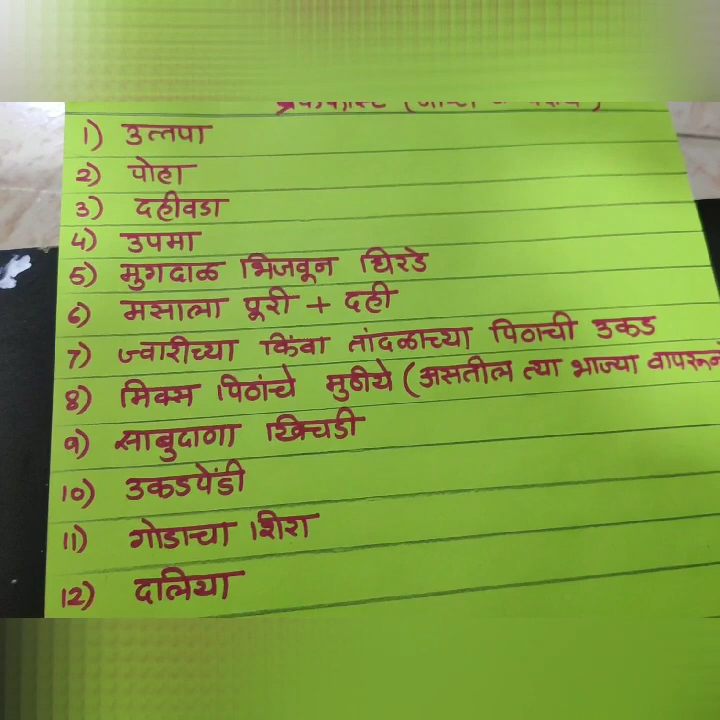 1) उत्तपा
2) पोहा
3) दहीवडा
4) उपमा
5) मुगदाळ भिजवून धिरडे
6) मसाला पूरी + दही
7) ज्वारीच्या किंवा तांदळाच्या पिठाची उकड
8) मिक्स पिठांचे मुठीये (असतील त्या भाज्या वापरून
9) साबुदाणा खिचडी
10) उकडपेंडी
11) गोडाचा शिरा
12) दलिया